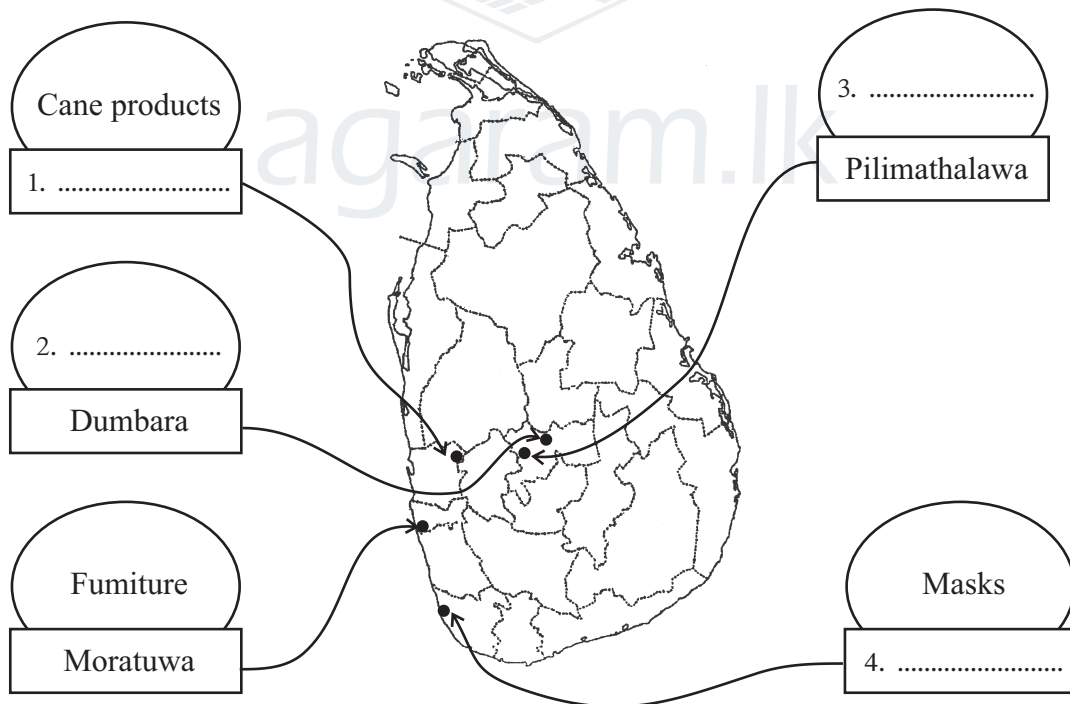 Cane products
1. ..........................
2. .......................
Dumbara
Fumiture
Moratuwa
3. .........................
Pilimathalawa
Masks
4. .........................
agaram.lk